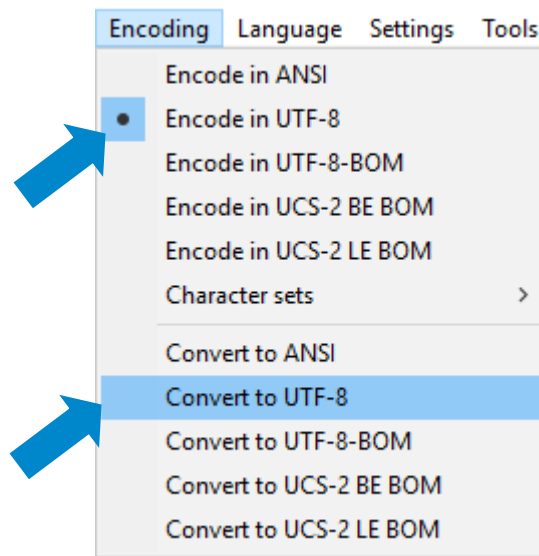 Encoding Language Settings Tools
Encode in ANSI
Encode in UTF-8
Encode in UTF-8-BOM
Encode in UCS-2 BE BOM
Encode in UCS-2 LE BOM
Character sets
Convert to ANSI
Convert to UTF-8
Convert to UTF-8-BOM
Convert to UCS-2 BE BOM
Convert to UCS-2 LE BOM